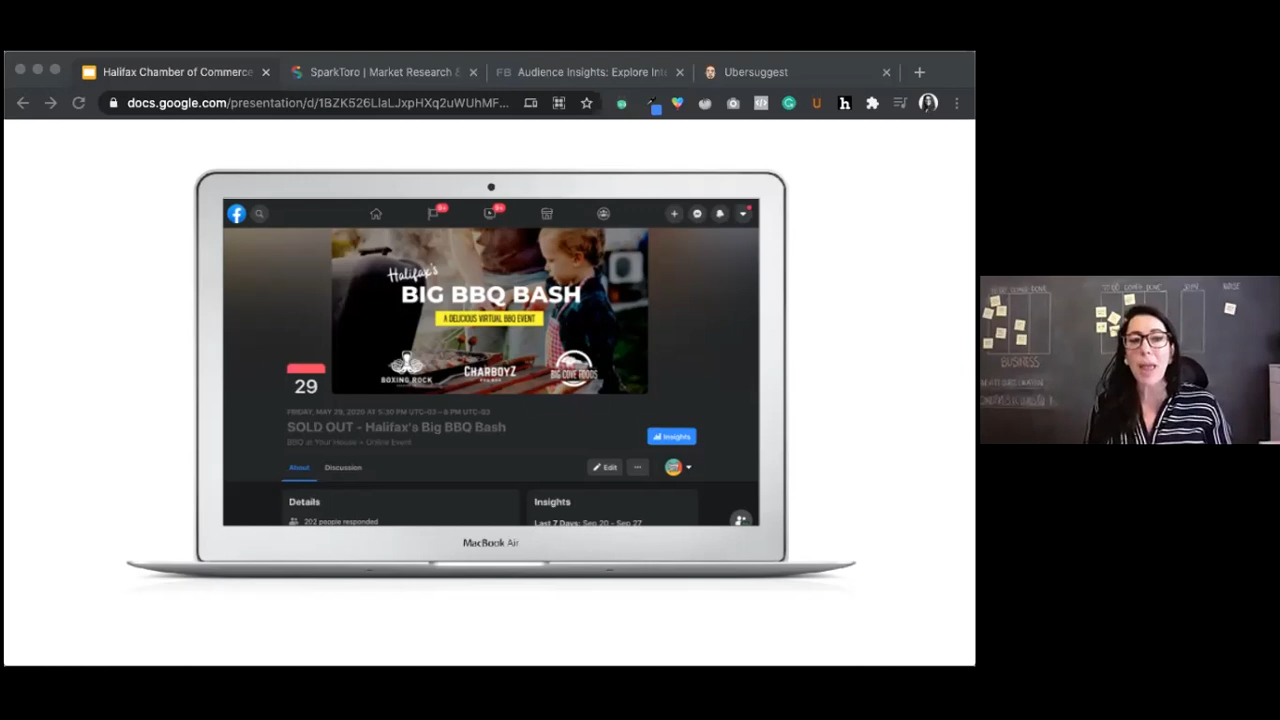 Halifax Chamber of Commerce
SparkToro | Market Research &
FB Audience Insights: Explore Int
Ubersuggest
docs.google.com/presentation/d/1BZK526LlaLJxpHXq2uWUhMF...
Halifax's
BIG BBQ BASH
A DELICIOUS VIRTUAL BBQ EVENT
BOXING ROCK
CHARBOYZ
BIG COVE FOODS
29
FRIDAY, MAY 29, 2020 AT 5:30 PM UTC-03 – 8 PM UTC-03
SOLD OUT - Halifax's Big BBQ Bash
BBQ at Your House + Online Event
Insights
About
Discussion
Edit
Details
Insights
202 people responded
Last 7 Days: Sep 20 - Sep 27
MacBook Air
BUSINESS